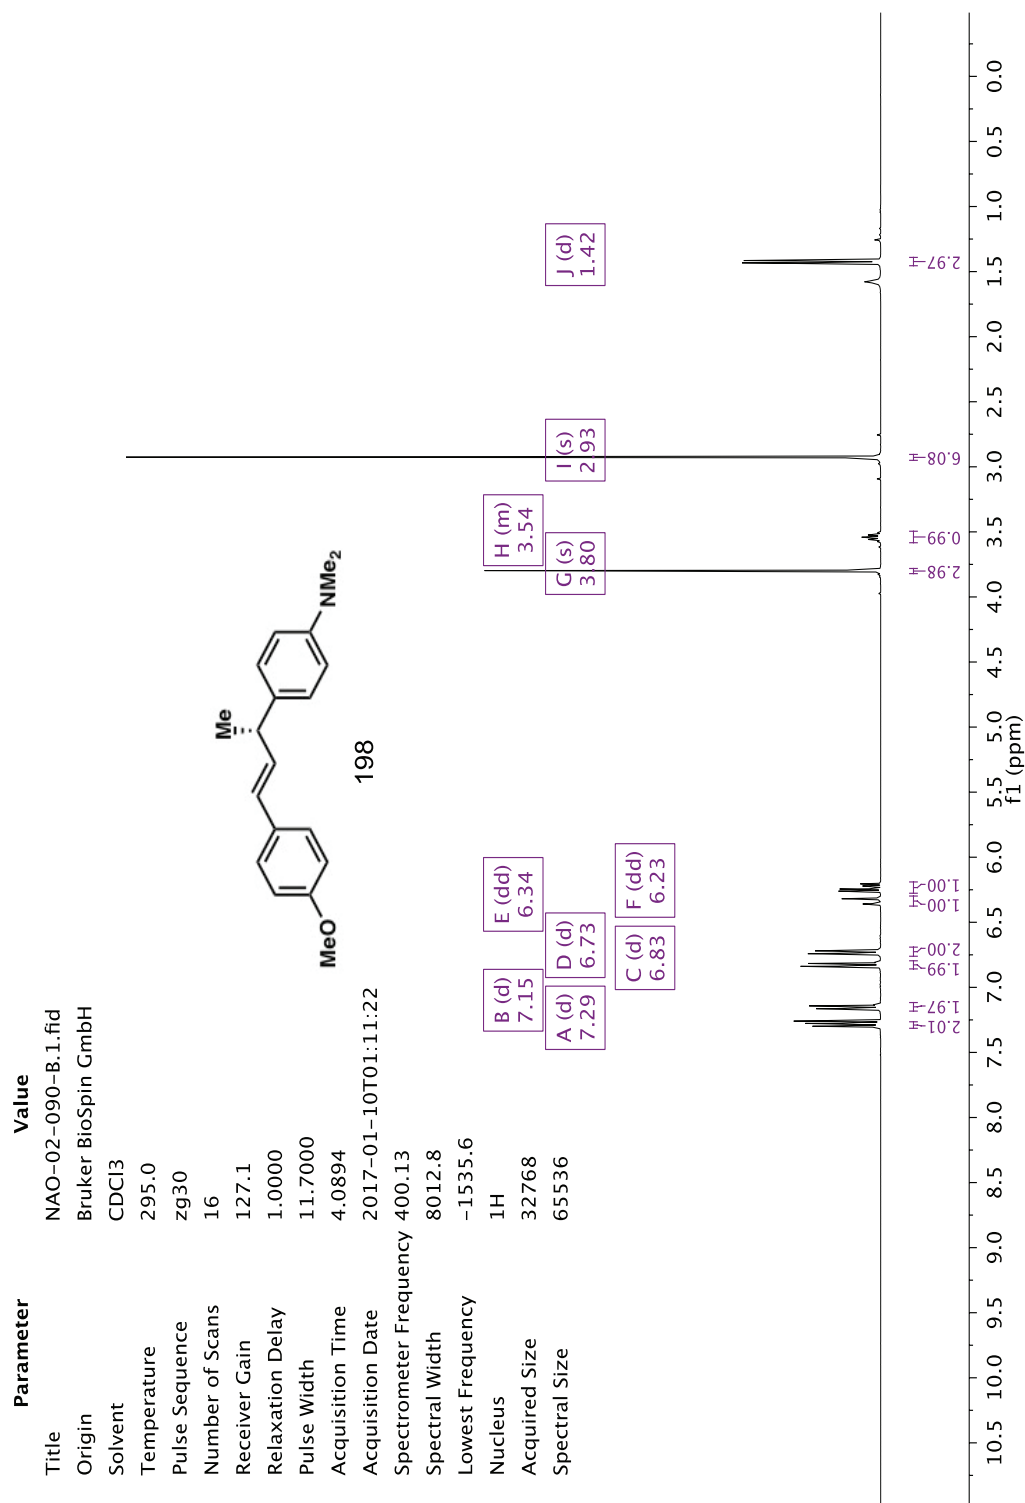 Parameter Value
Title NAO-02-090-B.1.fid
Origin Bruker BioSpin GmbH
Solvent CDCl3
Temperature 295.0
Pulse Sequence zg30
Number of Scans 16
Receiver Gain 127.1
Relaxation Delay 1.0000
Pulse Width 11.7000
Acquisition Time 4.0894
Acquisition Date 2017-01-10T01:11:22
Spectrometer Frequency 400.13
Spectral Width 8012.8
Lowest Frequency -1535.6
Nucleus 1H
Acquired Size 32768
Spectral Size 65536
Me
MeO
NMe2
198
B (d)
7.15
E (dd)
6.34
H (m)
3.54
A (d)
7.29
D (d)
6.73
G (s)
3.80
I (s)
2.93
J (d)
1.42
C (d)
6.83
F (dd)
6.23
2.01
1.97
1.99
2.00
1.00
1.00
2.98
0.99
6.08
2.97
10.5 10.0 9.5 9.0 8.5 8.0 7.5 7.0 6.5 6.0 5.5 5.0 4.5 4.0 3.5 3.0 2.5 2.0 1.5 1.0 0.5 0.0
f1 (ppm)